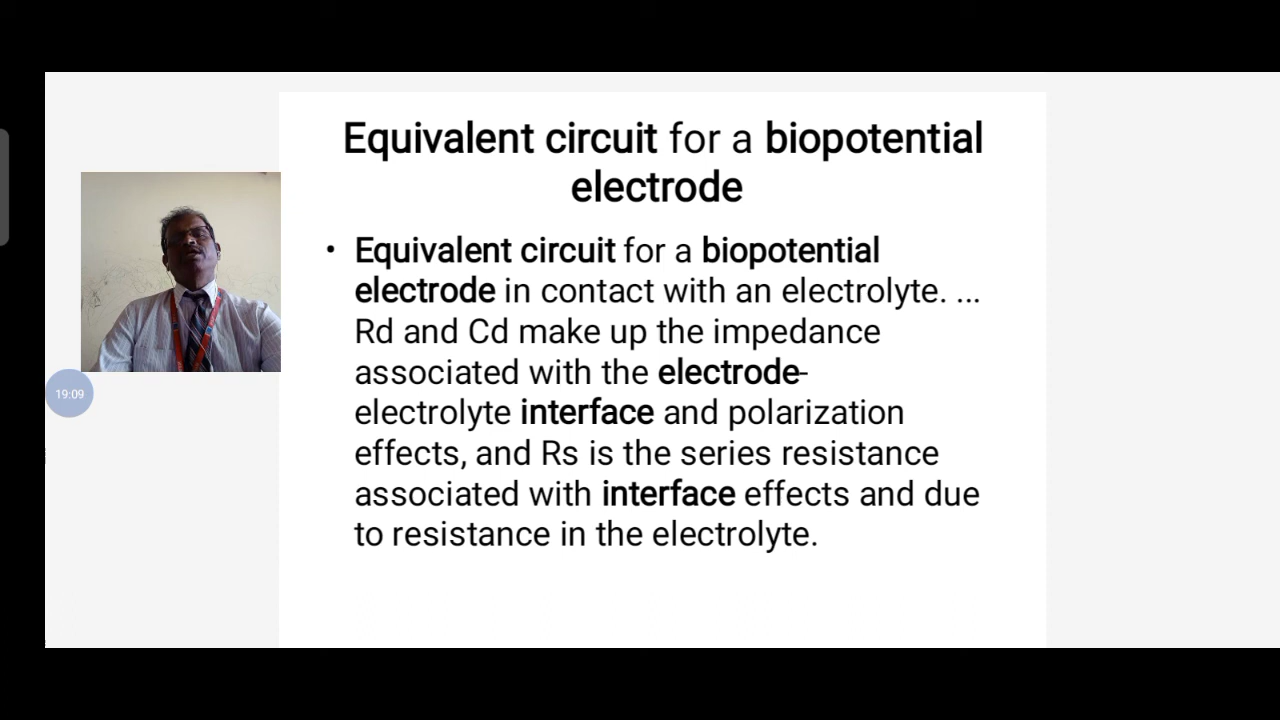 Equivalent circuit for a biopotential
electrode
• Equivalent circuit for a biopotential
electrode in contact with an electrolyte. ...
Rd and Cd make up the impedance
associated with the electrode-
electrolyte interface and polarization
effects, and Rs is the series resistance
associated with interface effects and due
to resistance in the electrolyte.
19:09